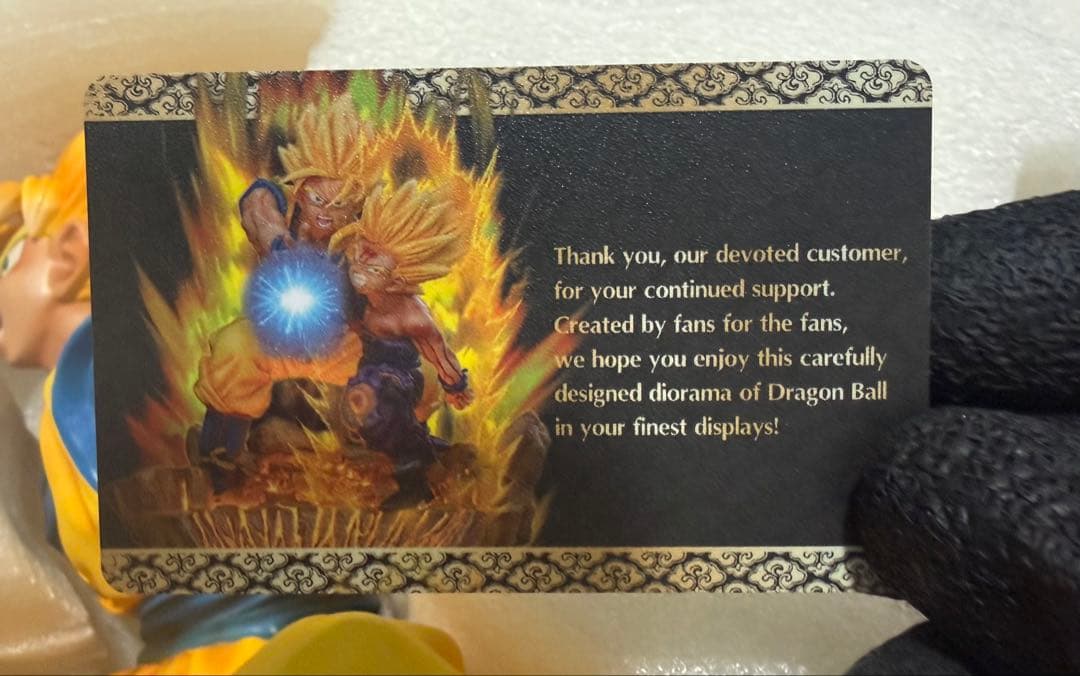 Thank you, our devoted customer,
for your continued support.
Created by fans for the fans,
we hope you enjoy this carefully
designed diorama of Dragon Ball
in your finest displays!